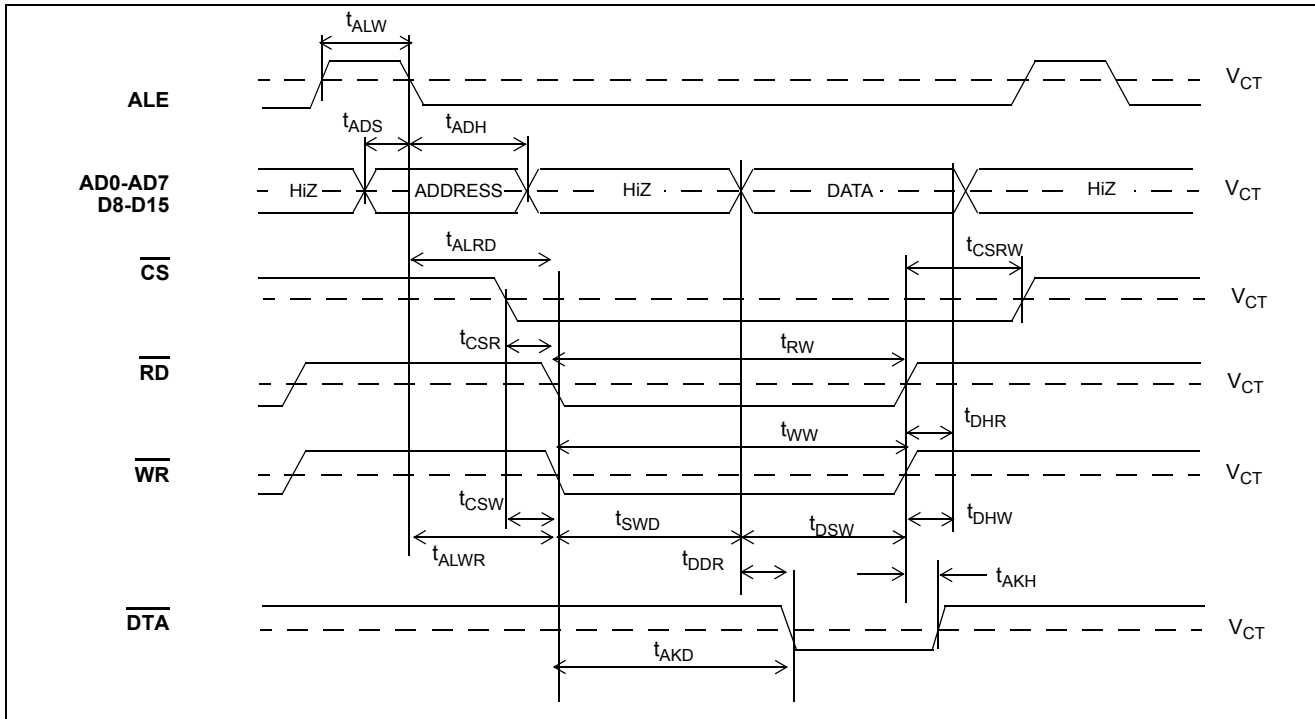 tALW
ALE
VCT
tADS
tADH
AD0-AD7
D8-D15
HiZ
ADDRESS
HiZ
DATA
HiZ
VCT
tALRD
tCSRW
CS
VCT
tCSR
tRW
RD
VCT
tDHR
tWW
WR
VCT
tCSW
tSWD
tDSW
tDHW
tALWR
tDDR
tAKH
DTA
VCT
tAKD